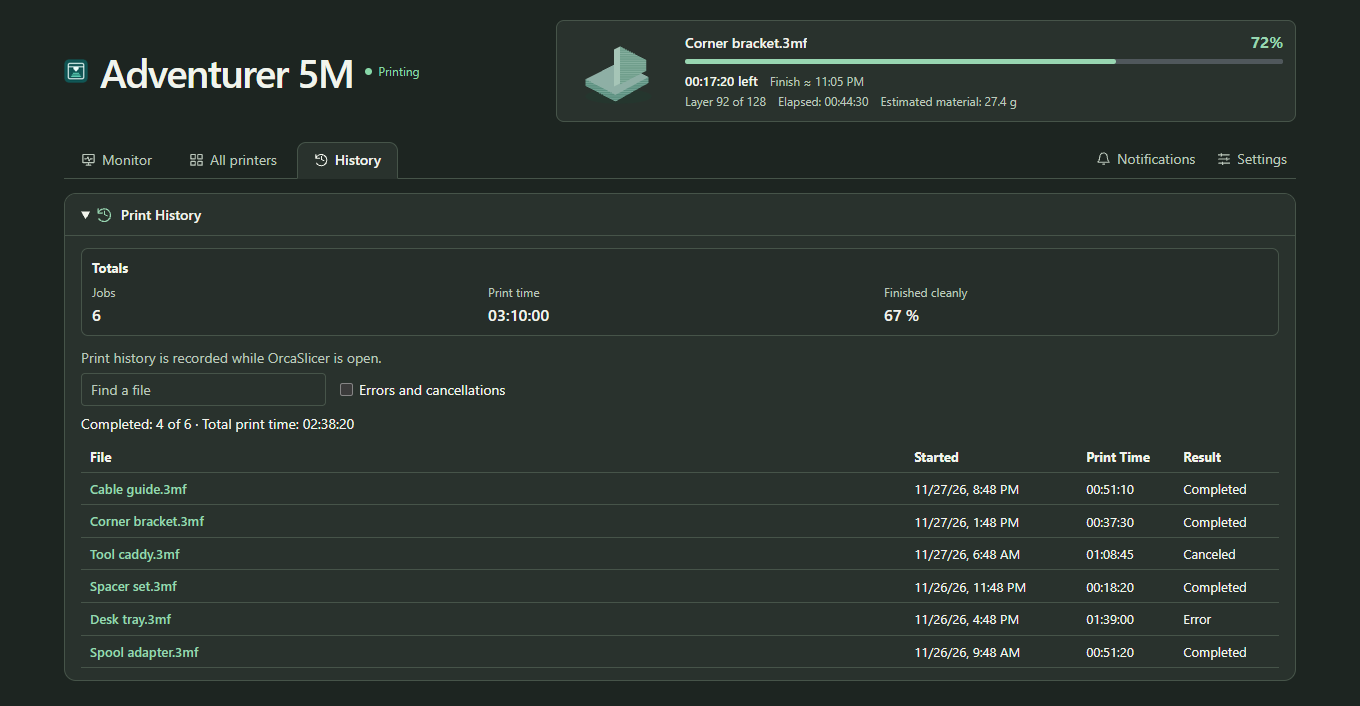 Adventurer 5M
Printing
Corner bracket.3mf
72%
00:17:20 left Finish ≈ 11:05 PM
Layer 92 of 128 Elapsed: 00:44:30 Estimated material: 27.4 g
Monitor
All printers
History
Notifications
Settings
Print History
Totals
Jobs Print time Finished cleanly
6 03:10:00 67 %
Print history is recorded while OrcaSlicer is open.
Find a file
Errors and cancellations
Completed: 4 of 6 · Total print time: 02:38:20
File Started Print Time Result
Cable guide.3mf 11/27/26, 8:48 PM 00:51:10 Completed
Corner bracket.3mf 11/27/26, 1:48 PM 00:37:30 Completed
Tool caddy.3mf 11/27/26, 6:48 AM 01:08:45 Canceled
Spacer set.3mf 11/26/26, 11:48 PM 00:18:20 Completed
Desk tray.3mf 11/26/26, 4:48 PM 01:39:00 Error
Spool adapter.3mf 11/26/26, 9:48 AM 00:51:20 Completed